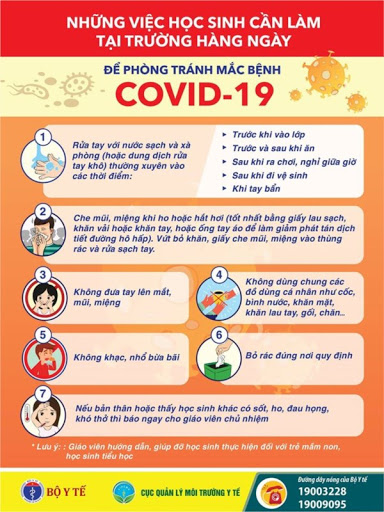 NHỮNG VIỆC HỌC SINH CẦN LÀM
TẠI TRƯỜNG HÀNG NGÀY
ĐỂ PHÒNG TRÁNH MẮC BỆNH
COVID-19
1
Rửa tay với nước sạch và xà
phòng (hoặc dung dịch rửa
tay khô) thường xuyên vào
các thời điểm:
Trước khi vào lớp
Trước và sau khi ăn
Sau khi ra chơi, nghỉ giữa giờ
Sau khi đi vệ sinh
Khi tay bẩn
2
Che mũi, miệng khi ho hoặc hắt hơi (tốt nhất bằng giấy lau sạch,
khăn vải hoặc khăn tay, hoặc ống tay áo để làm giảm phát tán dịch
tiết đường hô hấp). Vứt bỏ khăn, giấy che mũi, miệng vào thùng
rác và rửa sạch tay.
3
Không đưa tay lên mắt,
mũi, miệng
4
Không dùng chung các
đồ dùng cá nhân như cốc,
bình nước, khăn mặt,
khăn lau tay, gối, chăn..
5
Không khạc, nhổ bừa bãi
6
Bỏ rác đúng nơi quy định
7
Nếu bản thân hoặc thấy học sinh khác có sốt, ho, đau họng,
khó thở thì báo ngay cho giáo viên chủ nhiệm
* Lưu ý: : Giáo viên hướng dẫn, giúp đỡ học sinh thực hiện đối với trẻ mầm non,
học sinh tiểu học
BỘ Y TẾ
CỤC QUẢN LÝ MÔI TRƯỜNG Y TẾ
Đường dây nóng của Bộ Y tế
19003228
19009095